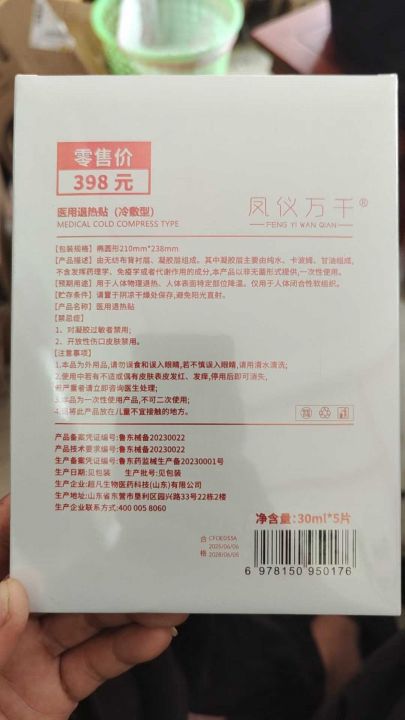 零售价
398 元
凤仪万千®
FENG YI WAN QIAN
医用退热贴（冷敷型）
MEDICAL COLD COMPRESS TYPE
【包装规格】椭圆形210mm*238mm
【产品描述】由无纺布背衬层、凝胶层组成。其中凝胶层主要由纯水、卡波姆、甘油组成,
不含发挥药理学、免疫学或者代谢作用的成分,本产品以非无菌形式提供,一次性使用。
【预期用途】用于人体物理退热、人体表面特定部位降温。仅用于人体闭合性软组织。
【贮存条件】请置于阴凉干燥处保存,避免阳光直射。
【产品名称】医用退热贴
【禁忌症】
1、对凝胶过敏者禁用;
2、开放性伤口皮肤禁用。
【注意事项】
1.本品为外用品,请勿误食和误入眼睛,若不慎误入眼睛,请用清水清洗;
2.使用中若有不适或偶有皮肤表皮发红、发痒,停用后即可消失,
严重者请立即咨询医生处理;
3.本品为一次性使用产品,不可二次使用;
4.请将此产品放在儿童不宜接触的地方。
产品备案凭证编号:鲁东械备20230022
产品技术要求编号:鲁东械备20230022
生产备案凭证编号:鲁东药监械生产备20230001号
生产日期:见包装 生产批号:见包装
生产企业:超凡生物医药科技(山东)有限公司
生产地址:山东省东营市垦利区园兴路33号22栋2楼
生产企业联系方式:400 005 8060
净含量:30ml*5片
合
格
2025/06/06
2028/06/05
6 978150 950176